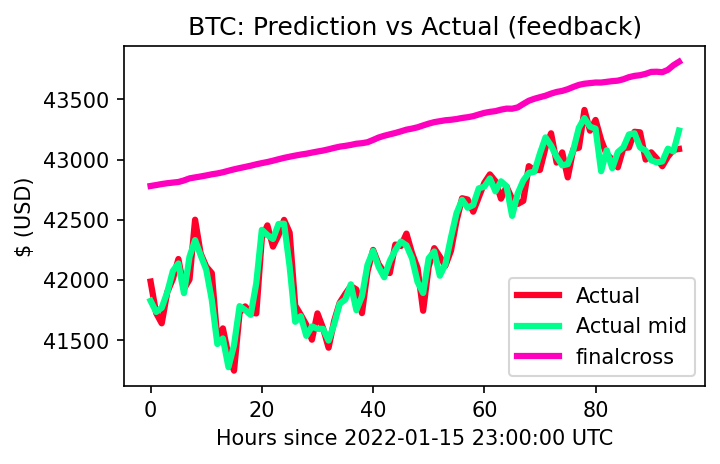 BTC: Prediction vs Actual (feedback)
43500
43000
42500
42000
41500
$ (USD)
Actual
Actual mid
finalcross
0 20 40 60 80
Hours since 2022-01-15 23:00:00 UTC